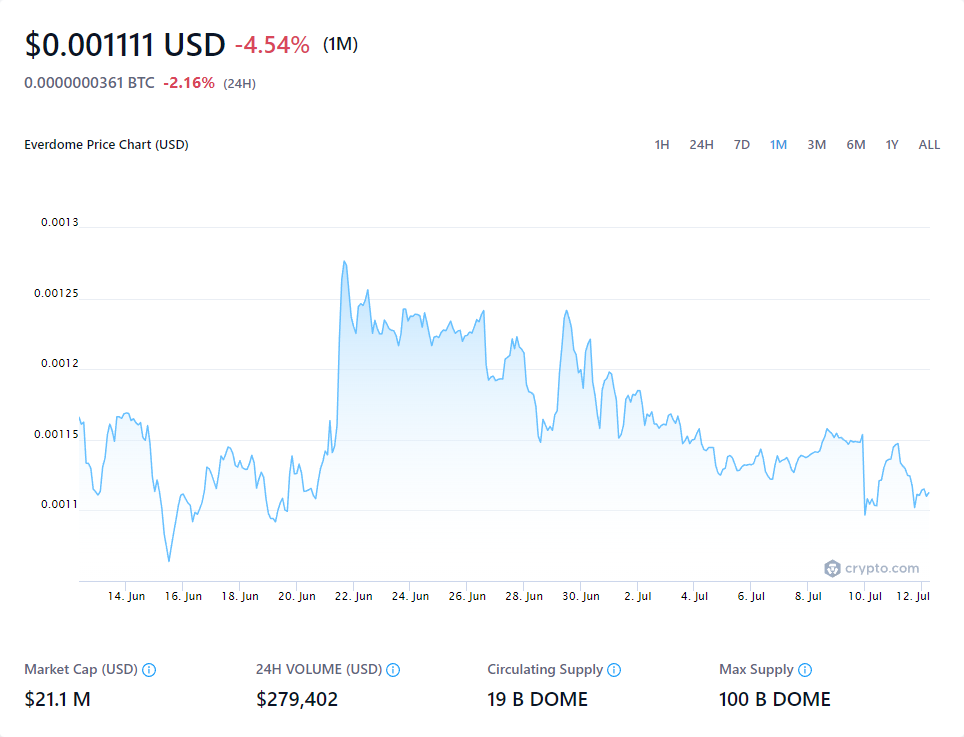 $0.001111 USD -4.54% (1M)
0.0000000361 BTC -2.16% (24H)
Everdome Price Chart (USD) 1H 24H 7D 1M 3M 6M 1Y ALL
0.0013
0.00125
0.0012
0.00115
0.0011
crypto.com
14. Jun 16. Jun 18. Jun 20. Jun 22. Jun 24. Jun 26. Jun 28. Jun 30. Jun 2. Jul 4. Jul 6. Jul 8. Jul 10. Jul 12. Jul
Market Cap (USD) 24H VOLUME (USD) Circulating Supply Max Supply
$21.1 M $279,402 19 B DOME 100 B DOME